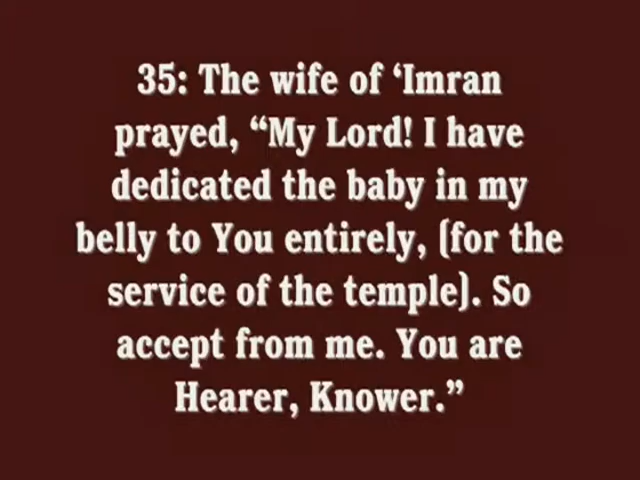 35: The wife of ‘Imran
prayed, “My Lord! I have
dedicated the baby in my
belly to You entirely, (for the
service of the temple). So
accept from me. You are
Hearer, Knower.”